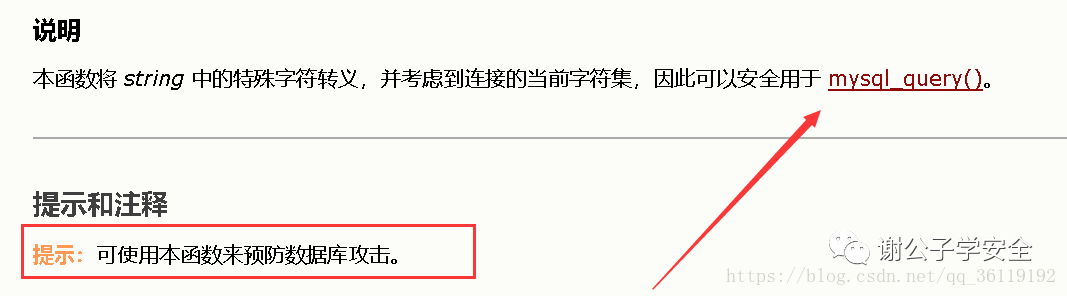 说明
本函数将 string 中的特殊字符转义，并考虑到连接的当前字符集，因此可以安全用于 mysql_query()。
提示和注释
提示：可使用本函数来预防数据库攻击。
谢公子学安全
https://blog.csdn.net/qq_36119192